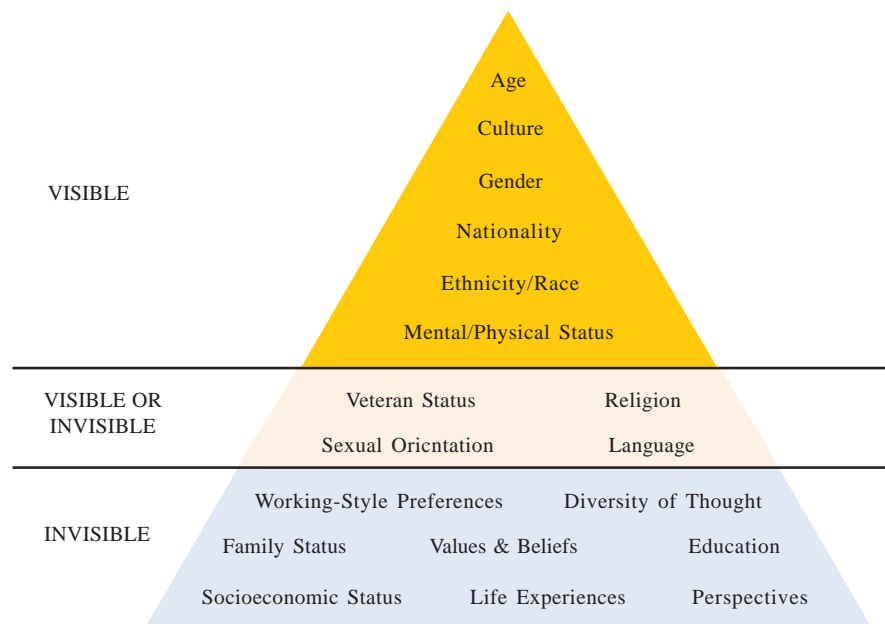 Age
Culture
Gender
VISIBLE
Nationality
Ethnicity/Race
Mental/Physical Status
VISIBLE OR
INVISIBLE
Veteran Status Religion
Sexual Oricntation Language
Working-Style Preferences Diversity of Thought
INVISIBLE
Family Status Values & Beliefs Education
Socioeconomic Status Life Experiences Perspectives